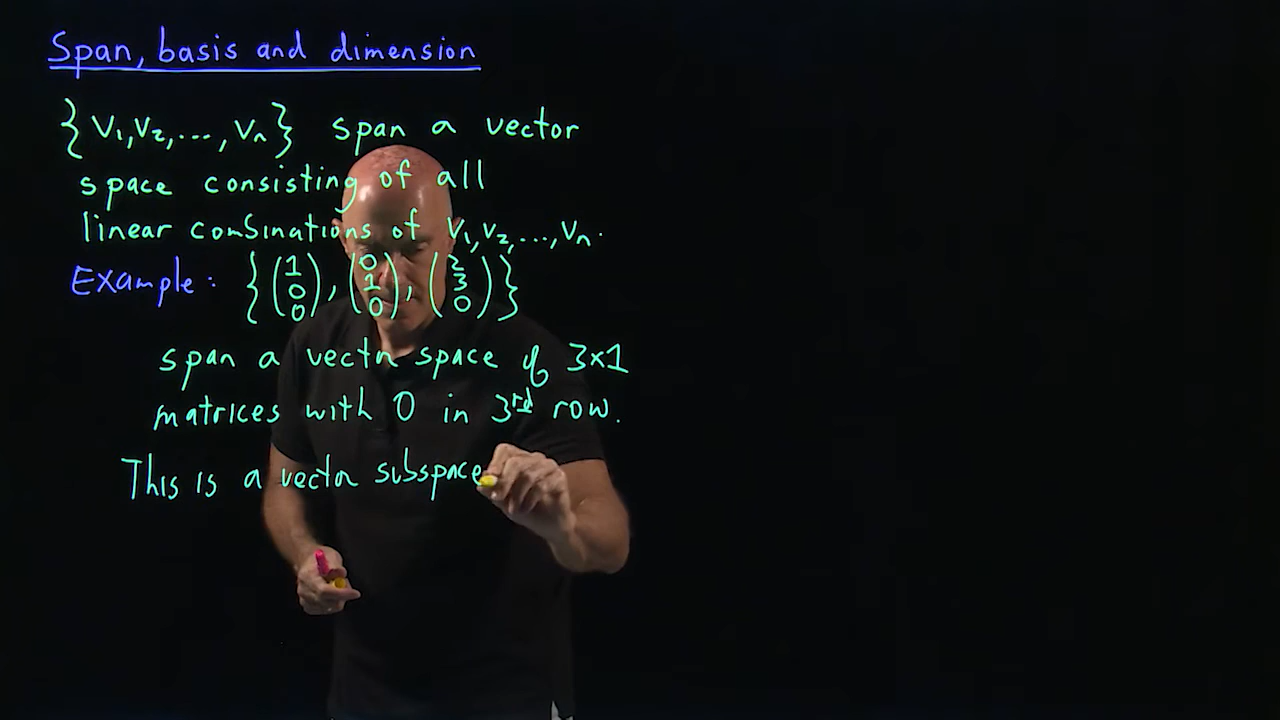 Span, basis and dimension
{v₁, v₂, ..., vₙ} span a vector
space consisting of all
linear combinations of v₁, v₂, ..., vₙ.
Example: {(1 0 0), (0 1 0), (2 3 0)}
span a vector space of 3x1
matrices with 0 in 3rd row.
This is a vector subspace